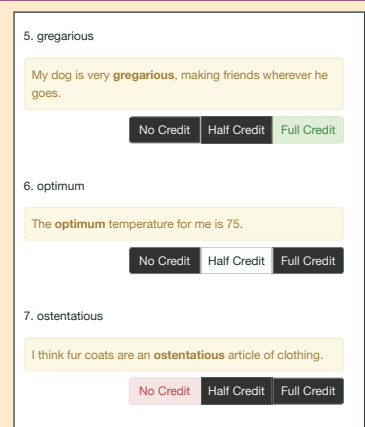 5. gregarious
My dog is very gregarious, making friends wherever he
goes.
No Credit Half Credit Full Credit
6. optimum
The optimum temperature for me is 75.
No Credit Half Credit Full Credit
7. ostentatious
I think fur coats are an ostentatious article of clothing.
No Credit Half Credit Full Credit